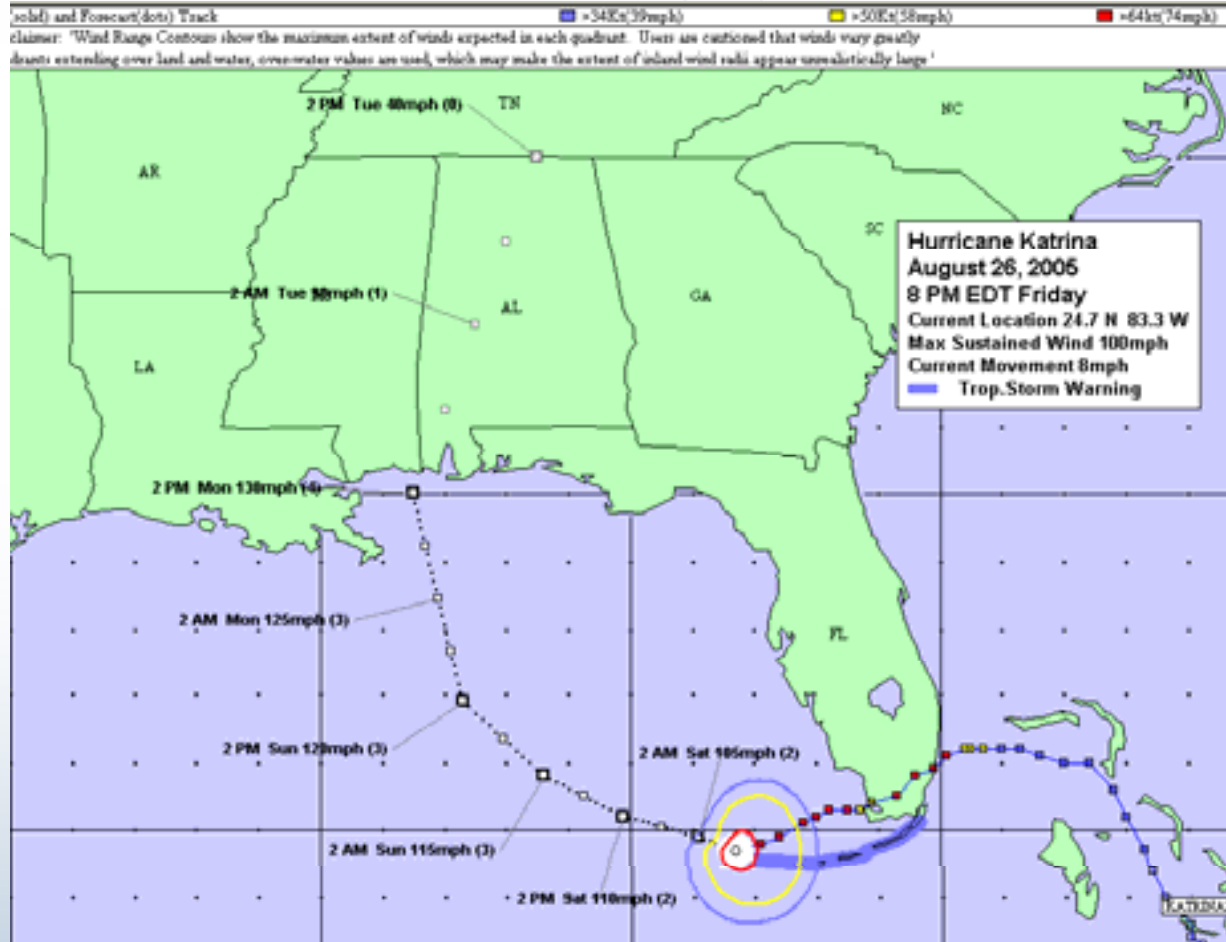 (solid) and Forecast(dots) Track >34Kt(39mph) >50Kt(58mph) >64kt(74mph)
claimer: 'Wind Range Contours show the maximum extent of winds expected in each quadrant. Users are cautioned that winds vary greatly
drants extending over land and water, over-water values are used, which may make the extent of inland wind radii appear unrealistically large '
2 PM Tue 40mph (0)
TN
NC
AR
SC
Hurricane Katrina
August 26, 2005
8 PM EDT Friday
Current Location 24.7 N 83.3 W
Max Sustained Wind 100mph
Current Movement 8mph
Trop.Storm Warning
2 AM Tue (1)
AL
GA
LA
2 PM Mon 130mph (4)
2 AM Mon 125mph (3)
FL
2 PM Sun 120mph (3)
2 AM Sat 105mph (2)
2 AM Sun 115mph (3)
2 PM Sat 110mph (2)
KATRINA